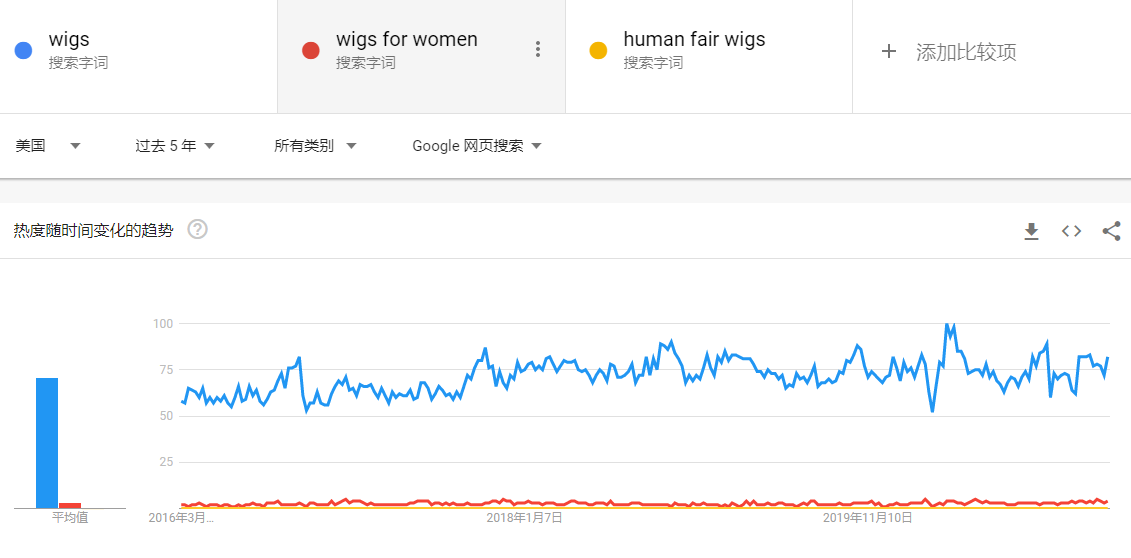 wigs
搜索字词
wigs for women
搜索字词
human fair wigs
搜索字词
添加比较项
美国
过去 5 年
所有类别
Google 网页搜索
热度随时间变化的趋势
100
75
50
25
平均值
2016年3月…
2018年1月7日
2019年11月10日